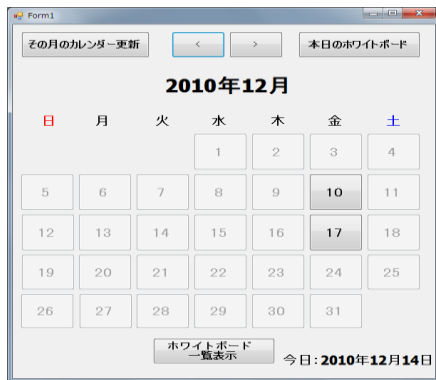 Form1
その月のカレンダー更新 < > 本日のホワイトボード
2010年12月
日 月 火 水 木 金 土
1 2 3 4
5 6 7 8 9 10 11
12 13 14 15 16 17 18
19 20 21 22 23 24 25
26 27 28 29 30 31
ホワイトボード
一覧表示
今日:2010年12月14日